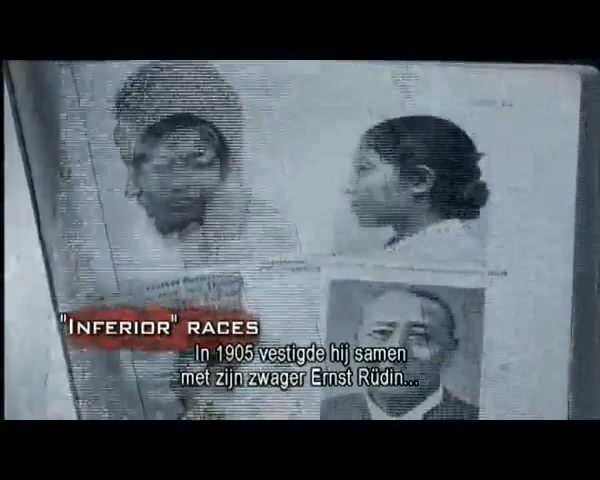 "INFERIOR" RACES
In 1905 vestigde hij samen
met zijn zwager Ernst Rüdin...